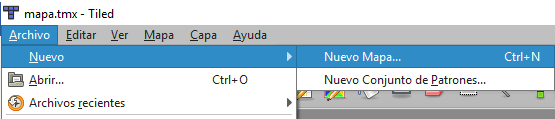 mapa.tmx - Tiled
Archivo Editar Ver Mapa Capa Ayuda
Nuevo Nuevo Mapa... Ctrl+N
Abrir... Ctrl+O Nuevo Conjunto de Patrones...
Archivos recientes